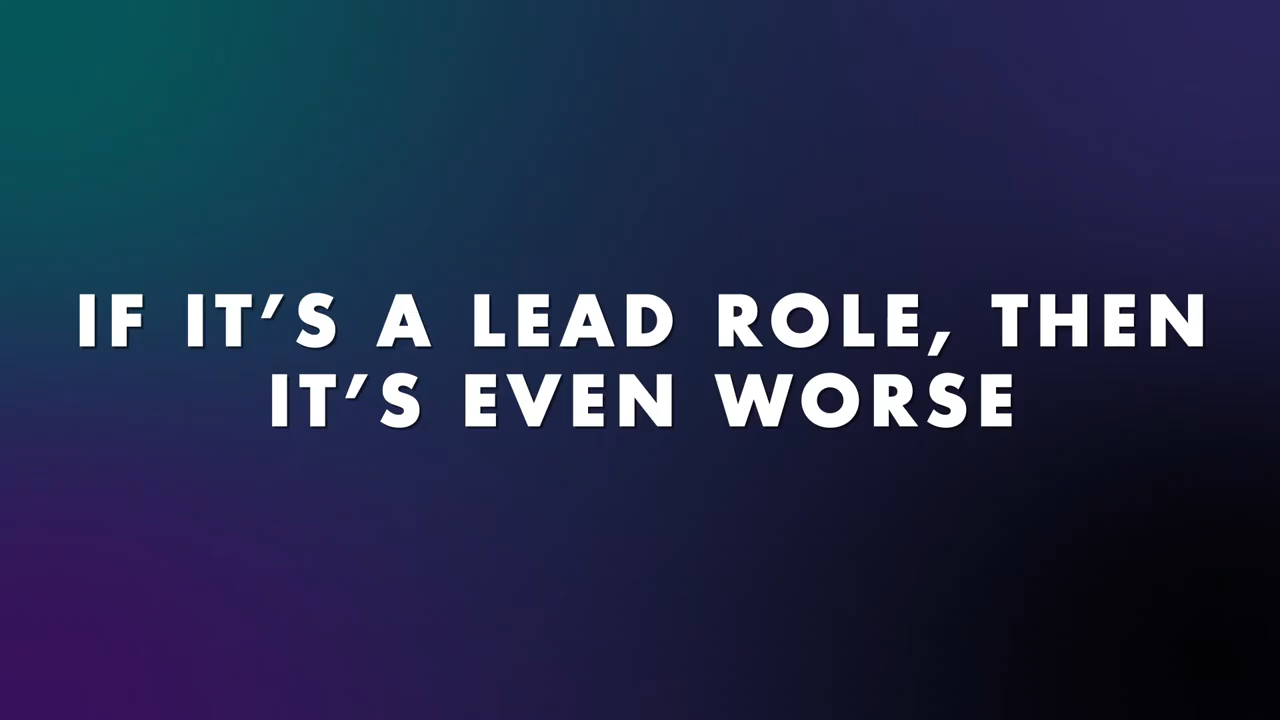 IF IT’S A LEAD ROLE, THEN
IT’S EVEN WORSE